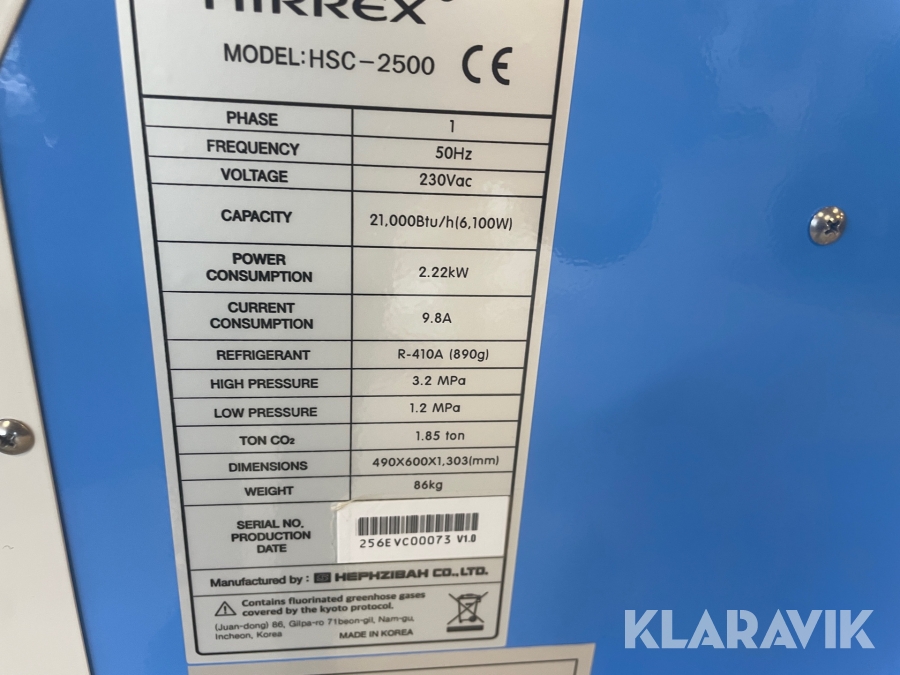 MODEL:HSC-2500 CE
PHASE 1
FREQUENCY 50Hz
VOLTAGE 230Vac
CAPACITY 21,000Btu/h(6,100W)
POWER
CONSUMPTION 2.22kW
CURRENT
CONSUMPTION 9.8A
REFRIGERANT R-410A (890g)
HIGH PRESSURE 3.2 MPa
LOW PRESSURE 1.2 MPa
TON CO₂ 1.85 ton
DIMENSIONS 490X600X1,303(mm)
WEIGHT 86kg
SERIAL NO.
PRODUCTION
DATE
256EVC00073 V1.0
Manufactured by : HEPHZIBAH CO.,LTD.
Contains fluorinated greenhose gases
covered by the kyoto protocol.
(Juan-dong) 86, Gilpa-ro 71beon-gil, Nam-gu,
Incheon, Korea MADE IN KOREA
KLARAVIK